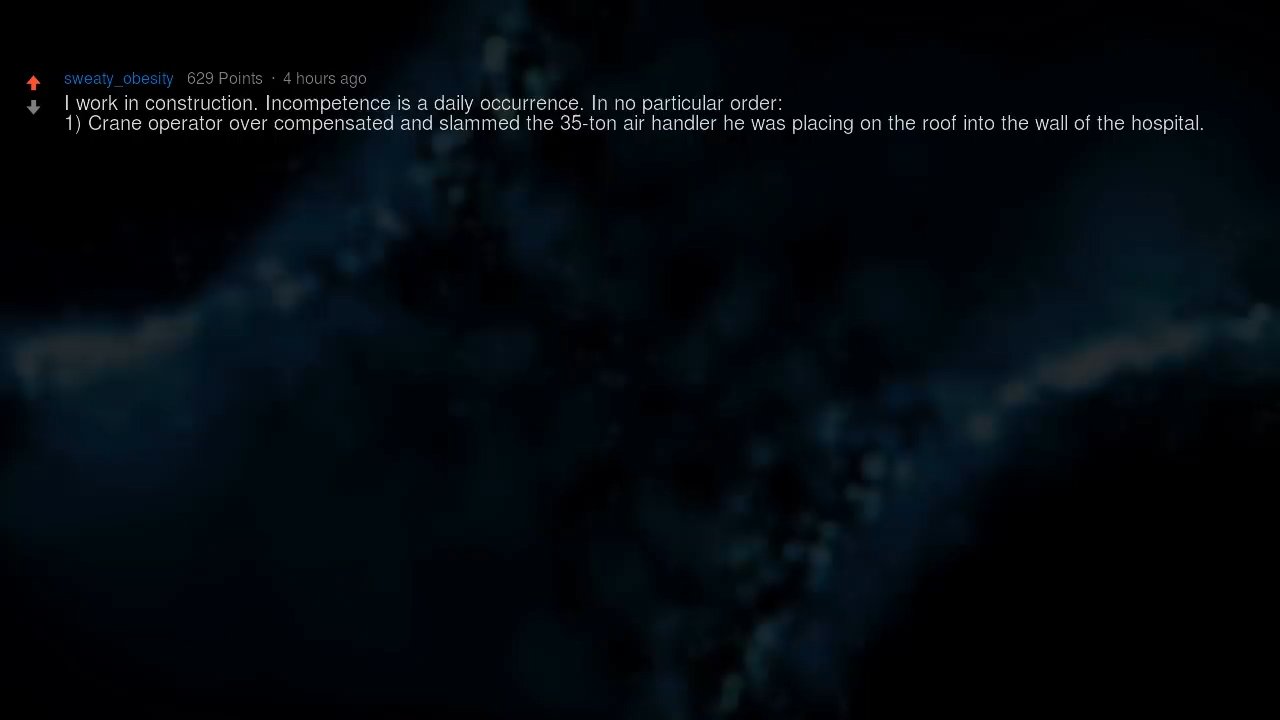 sweaty_obesity 629 Points · 4 hours ago
I work in construction. Incompetence is a daily occurrence. In no particular order:
1) Crane operator over compensated and slammed the 35-ton air handler he was placing on the roof into the wall of the hospital.